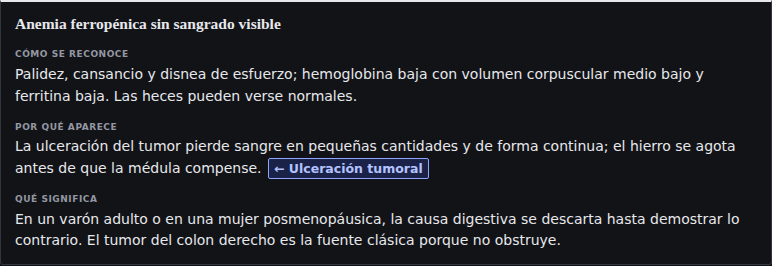 Anemia ferropénica sin sangrado visible
CÓMO SE RECONOCE
Palidez, cansancio y disnea de esfuerzo; hemoglobina baja con volumen corpuscular medio bajo y
ferritina baja. Las heces pueden verse normales.
POR QUÉ APARECE
La ulceración del tumor pierde sangre en pequeñas cantidades y de forma continua; el hierro se agota
antes de que la médula compense. ← Ulceración tumoral
QUÉ SIGNIFICA
En un varón adulto o en una mujer posmenopáusica, la causa digestiva se descarta hasta demostrar lo
contrario. El tumor del colon derecho es la fuente clásica porque no obstruye.